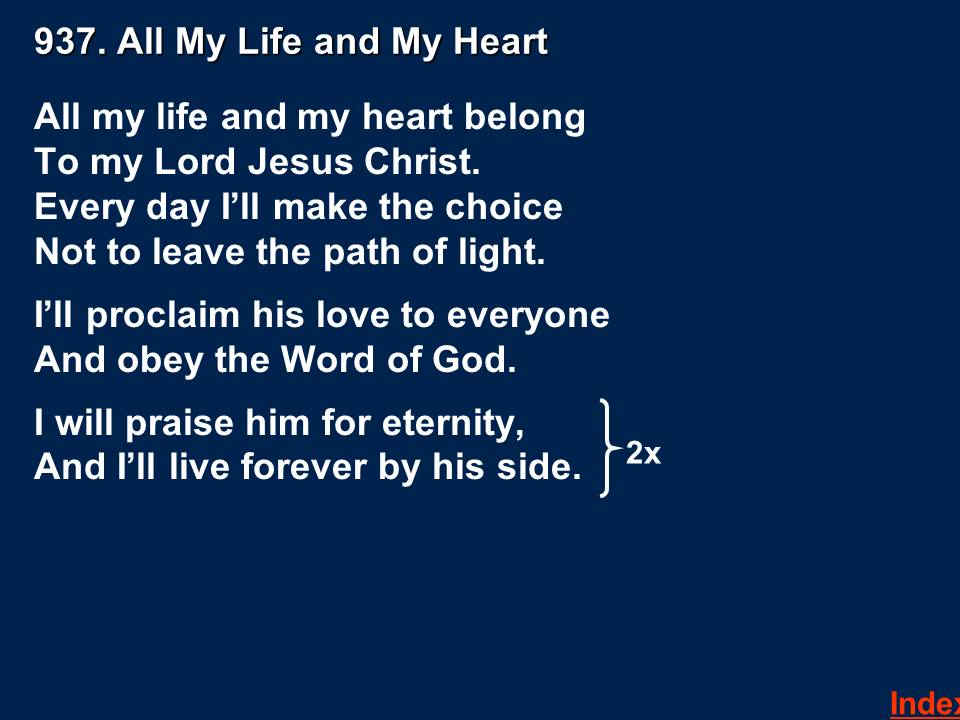 937. All My Life and My Heart
All my life and my heart belong
To my Lord Jesus Christ.
Every day I’ll make the choice
Not to leave the path of light.
I’ll proclaim his love to everyone
And obey the Word of God.
I will praise him for eternity,
And I’ll live forever by his side.
2x
Index